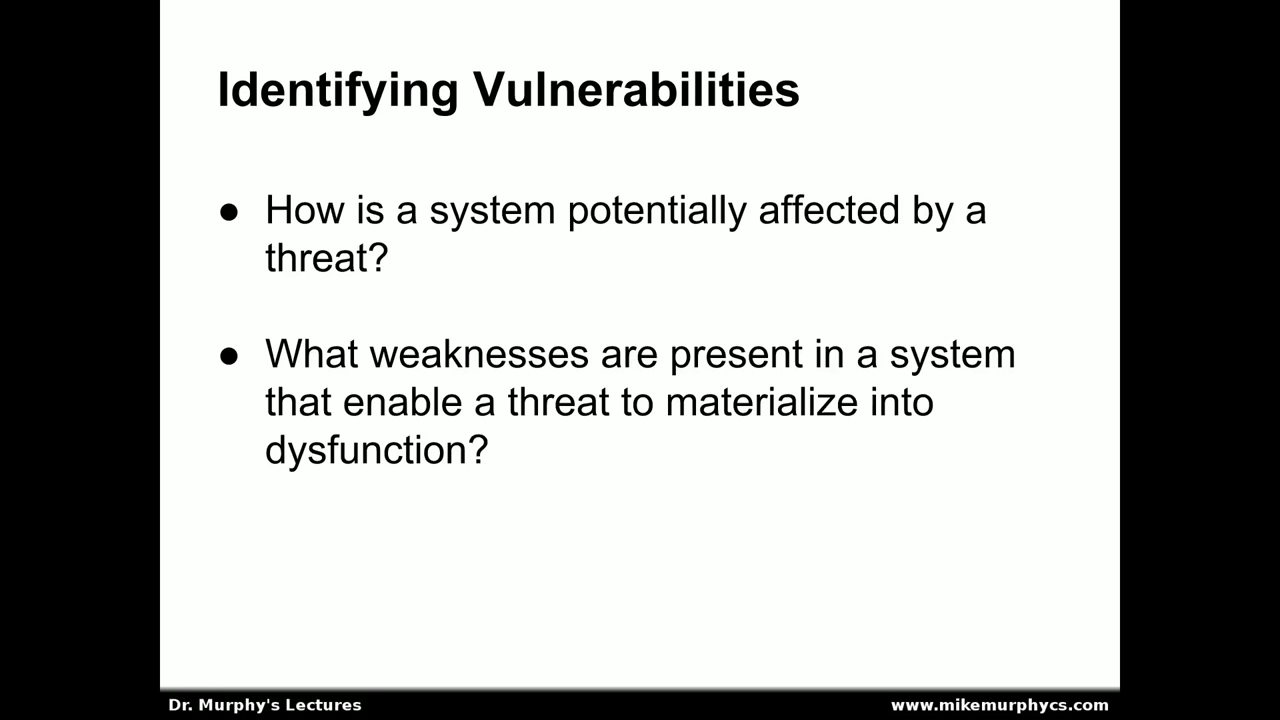 Identifying Vulnerabilities
● How is a system potentially affected by a
threat?
● What weaknesses are present in a system
that enable a threat to materialize into
dysfunction?
Dr. Murphy's Lectures
www.mikemurphycs.com